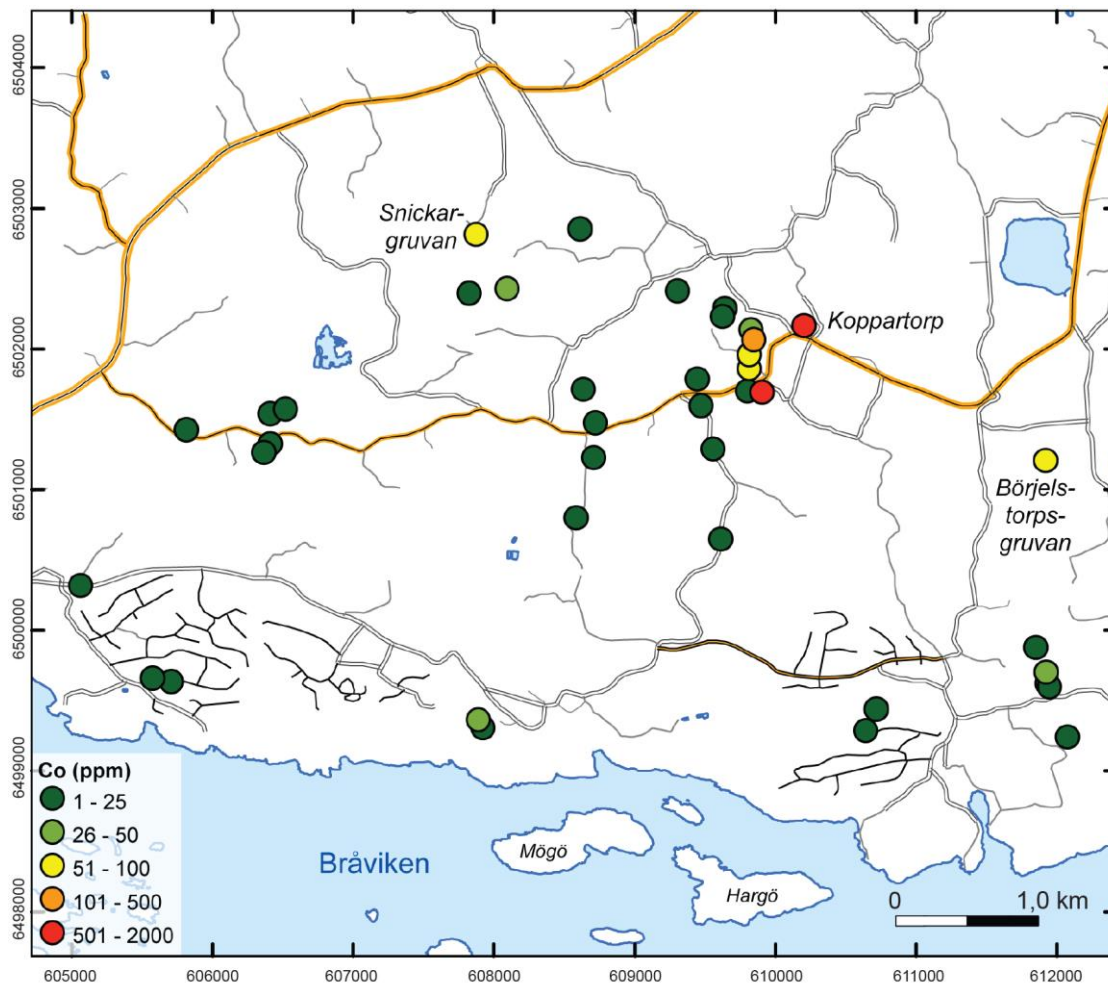 6504000
6503000
6502000
6501000
6500000
6499000
6498000
Snickar-
gruvan
Koppartorp
Börjels-
torps-
gruvan
Co (ppm)
1 - 25
26 - 50
51 - 100
101 - 500
501 - 2000
Bråviken
Mögö
Hargö
0 1,0 km
605000 606000 607000 608000 609000 610000 611000 612000